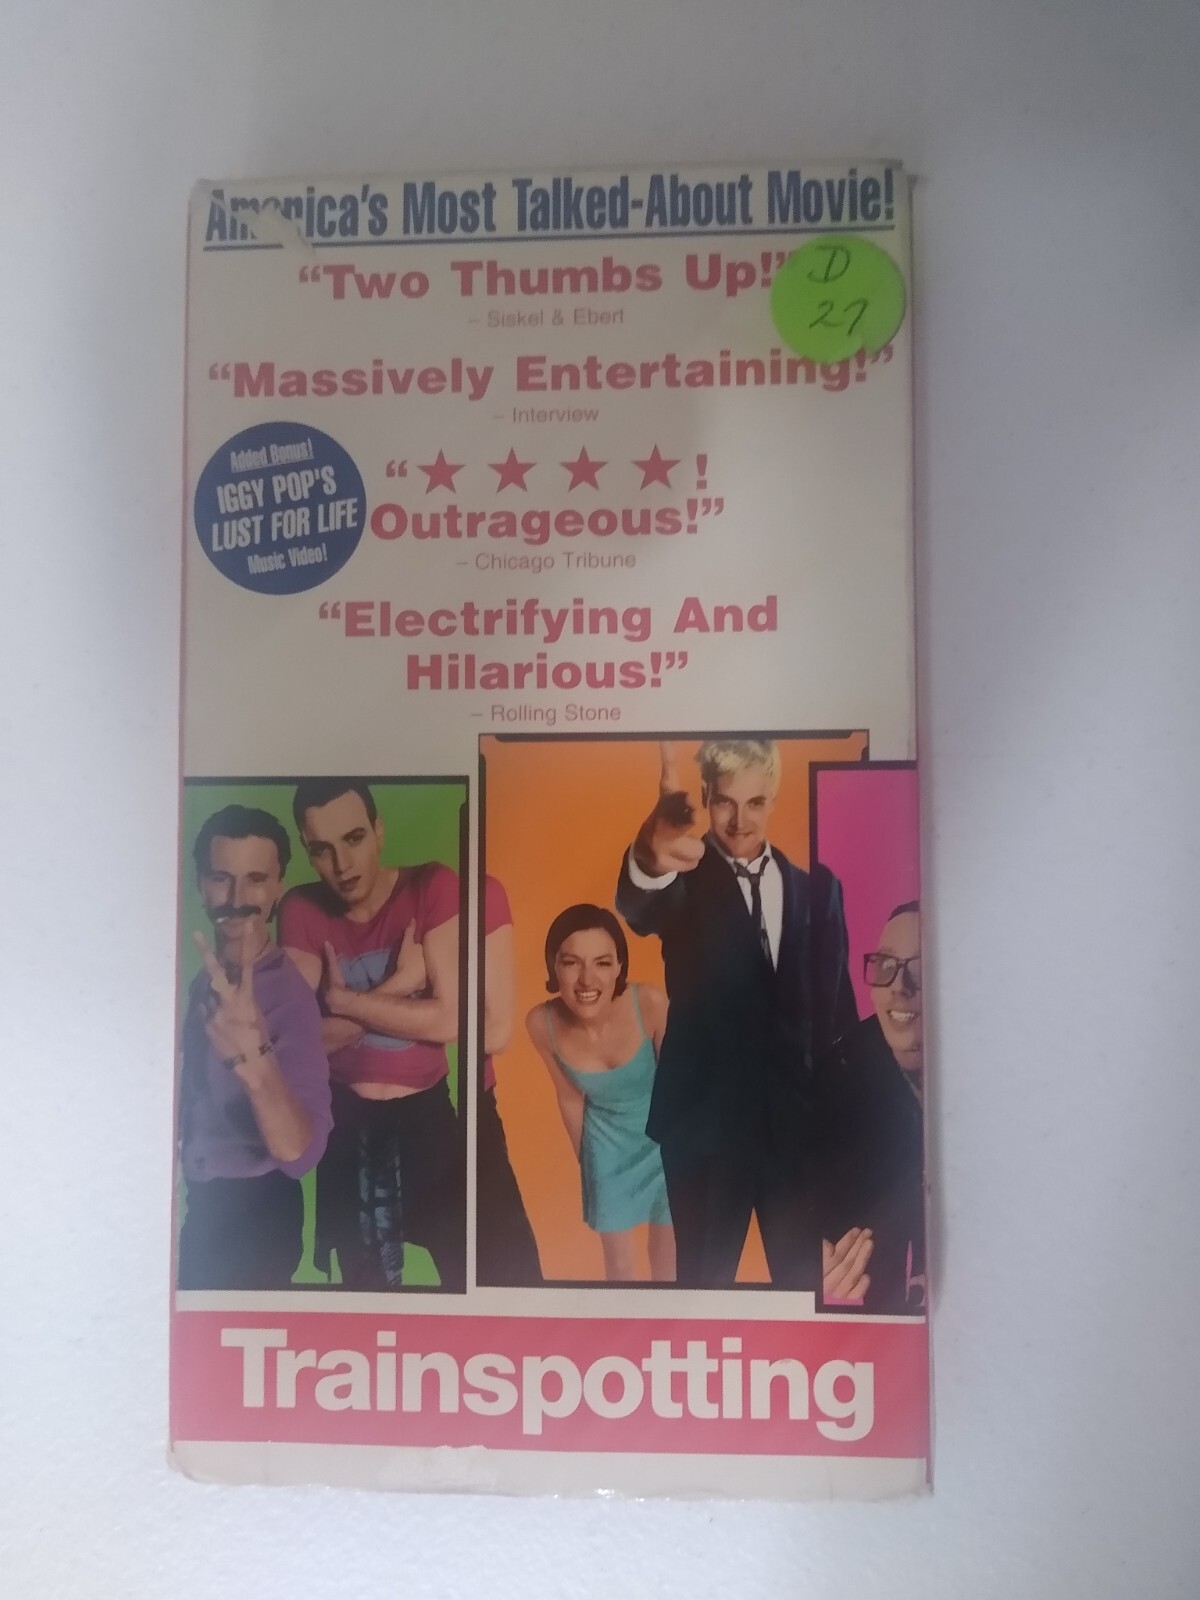 America's Most Talked-About Movie!
"Two Thumbs Up!"
– Siskel & Ebert
D
27
"Massively Entertaining!"
– Interview
Added Bonus!
IGGY POP'S
LUST FOR LIFE
Music Video!
"★ ★ ★ ★!
Outrageous!"
– Chicago Tribune
"Electrifying And
Hilarious!"
– Rolling Stone
Trainspotting